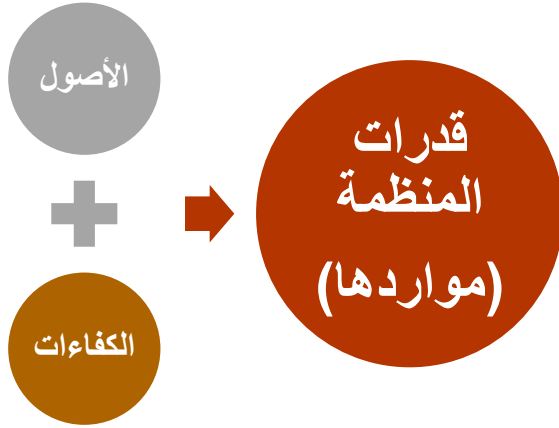 الأصول
الكفاءات
قدرات
المنظمة
(مواردها)